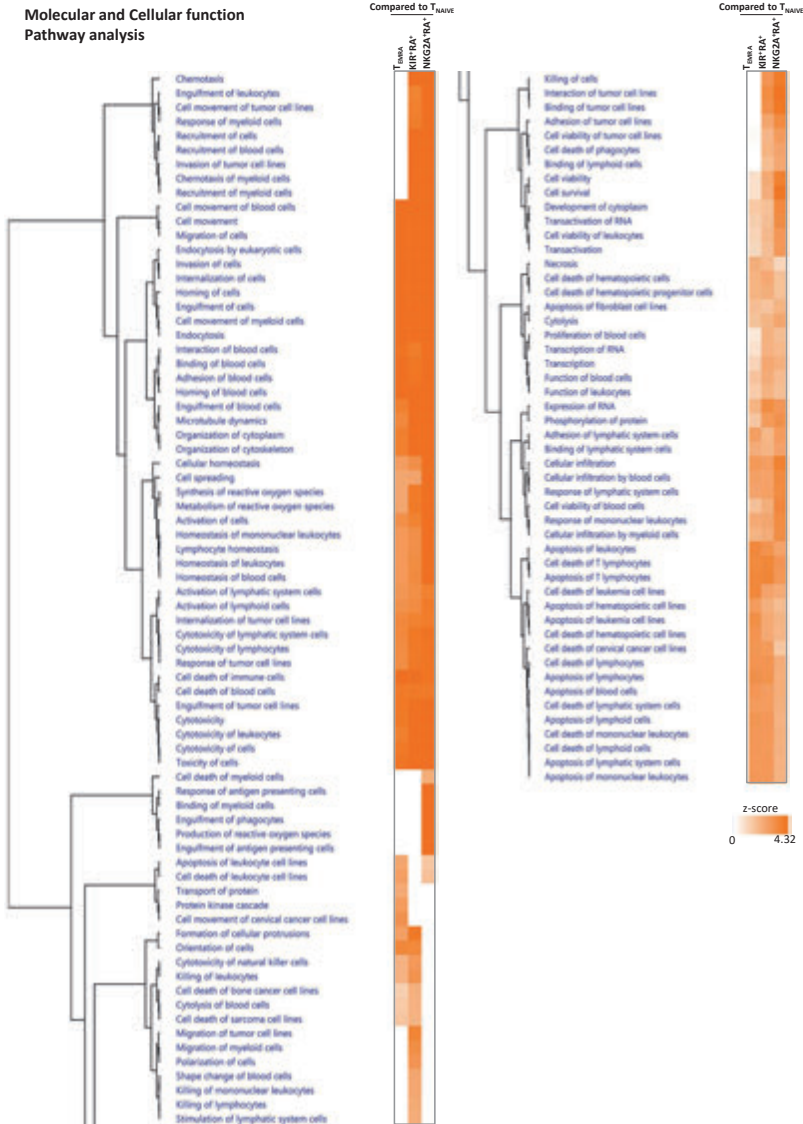 Molecular and Cellular function
Pathway analysis
Compared to T_NAIVE
T_EMRA
KIR⁺RA⁺
NKG2A⁺RA⁺
Chemotaxis
Engulfment of leukocytes
Cell movement of tumor cell lines
Response of myeloid cells
Recruitment of cells
Recruitment of blood cells
Invasion of tumor cell lines
Chemotaxis of myeloid cells
Recruitment of myeloid cells
Cell movement of blood cells
Cell movement
Migration of cells
Endocytosis by eukaryotic cells
Invasion of cells
Internalization of cells
Homing of cells
Engulfment of cells
Cell movement of myeloid cells
Endocytosis
Interaction of blood cells
Binding of blood cells
Adhesion of blood cells
Homing of blood cells
Engulfment of blood cells
Microtubule dynamics
Organization of cytoplasm
Organization of cytoskeleton
Cellular homeostasis
Cell spreading
Synthesis of reactive oxygen species
Metabolism of reactive oxygen species
Activation of cells
Homeostasis of mononuclear leukocytes
Lymphocyte homeostasis
Homeostasis of leukocytes
Homeostasis of blood cells
Activation of lymphatic system cells
Activation of lymphoid cells
Internalization of tumor cell lines
Cytotoxicity of lymphatic system cells
Cytotoxicity of lymphocytes
Response of tumor cell lines
Cell death of immune cells
Cell death of blood cells
Engulfment of tumor cell lines
Cytotoxicity
Cytotoxicity of leukocytes
Cytotoxicity of cells
Toxicity of cells
Cell death of myeloid cells
Response of antigen presenting cells
Binding of myeloid cells
Engulfment of phagocytes
Production of reactive oxygen species
Engulfment of antigen presenting cells
Apoptosis of leukocyte cell lines
Cell death of leukocyte cell lines
Transport of protein
Protein kinase cascade
Cell movement of cervical cancer cell lines
Formation of cellular protrusions
Orientation of cells
Cytotoxicity of natural killer cells
Killing of leukocytes
Cell death of bone cancer cell lines
Cytolysis of blood cells
Cell death of sarcoma cell lines
Migration of tumor cell lines
Migration of myeloid cells
Polarization of cells
Shape change of blood cells
Killing of mononuclear leukocytes
Killing of lymphocytes
Stimulation of lymphatic system cells
Compared to T_NAIVE
T_EMRA
KIR⁺RA⁺
NKG2A⁺RA⁺
Killing of cells
Interaction of tumor cell lines
Binding of tumor cell lines
Adhesion of tumor cell lines
Cell viability of tumor cell lines
Cell death of phagocytes
Binding of lymphoid cells
Cell viability
Cell survival
Development of cytoplasm
Transactivation of RNA
Cell viability of leukocytes
Transactivation
Necrosis
Cell death of hematopoietic cells
Cell death of hematopoietic progenitor cells
Apoptosis of fibroblast cell lines
Cytolysis
Proliferation of blood cells
Transcription of RNA
Transcription
Function of blood cells
Function of leukocytes
Expression of RNA
Phosphorylation of protein
Adhesion of lymphatic system cells
Binding of lymphatic system cells
Cellular infiltration
Cellular infiltration by blood cells
Response of lymphatic system cells
Cell viability of blood cells
Response of mononuclear leukocytes
Cellular infiltration by myeloid cells
Apoptosis of leukocytes
Cell death of T lymphocytes
Apoptosis of T lymphocytes
Cell death of leukemia cell lines
Apoptosis of hematopoietic cell lines
Apoptosis of leukemia cell lines
Cell death of hematopoietic cell lines
Cell death of cervical cancer cell lines
Cell death of lymphocytes
Apoptosis of lymphocytes
Apoptosis of blood cells
Cell death of lymphatic system cells
Apoptosis of lymphoid cells
Cell death of mononuclear leukocytes
Cell death of lymphoid cells
Apoptosis of lymphatic system cells
Apoptosis of mononuclear leukocytes
z-score
0 4.32